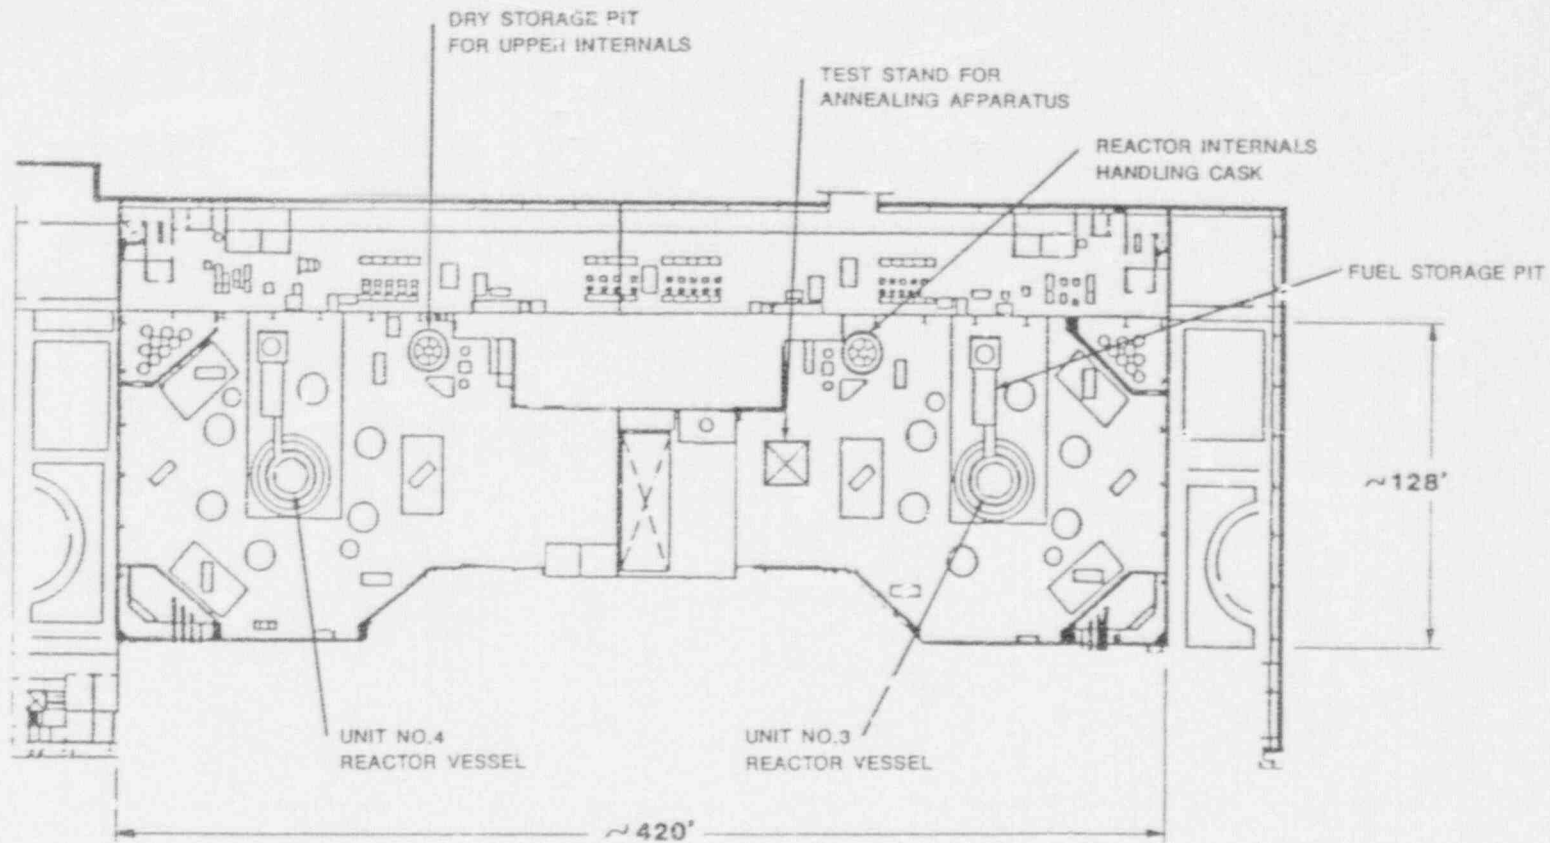 DRY STORAGE PIT
FOR UPPER INTERNALS
TEST STAND FOR
ANNEALING APPARATUS
REACTOR INTERNALS
HANDLING CASK
FUEL STORAGE PIT
~128'
UNIT NO.4
REACTOR VESSEL
UNIT NO.3
REACTOR VESSEL
~420'